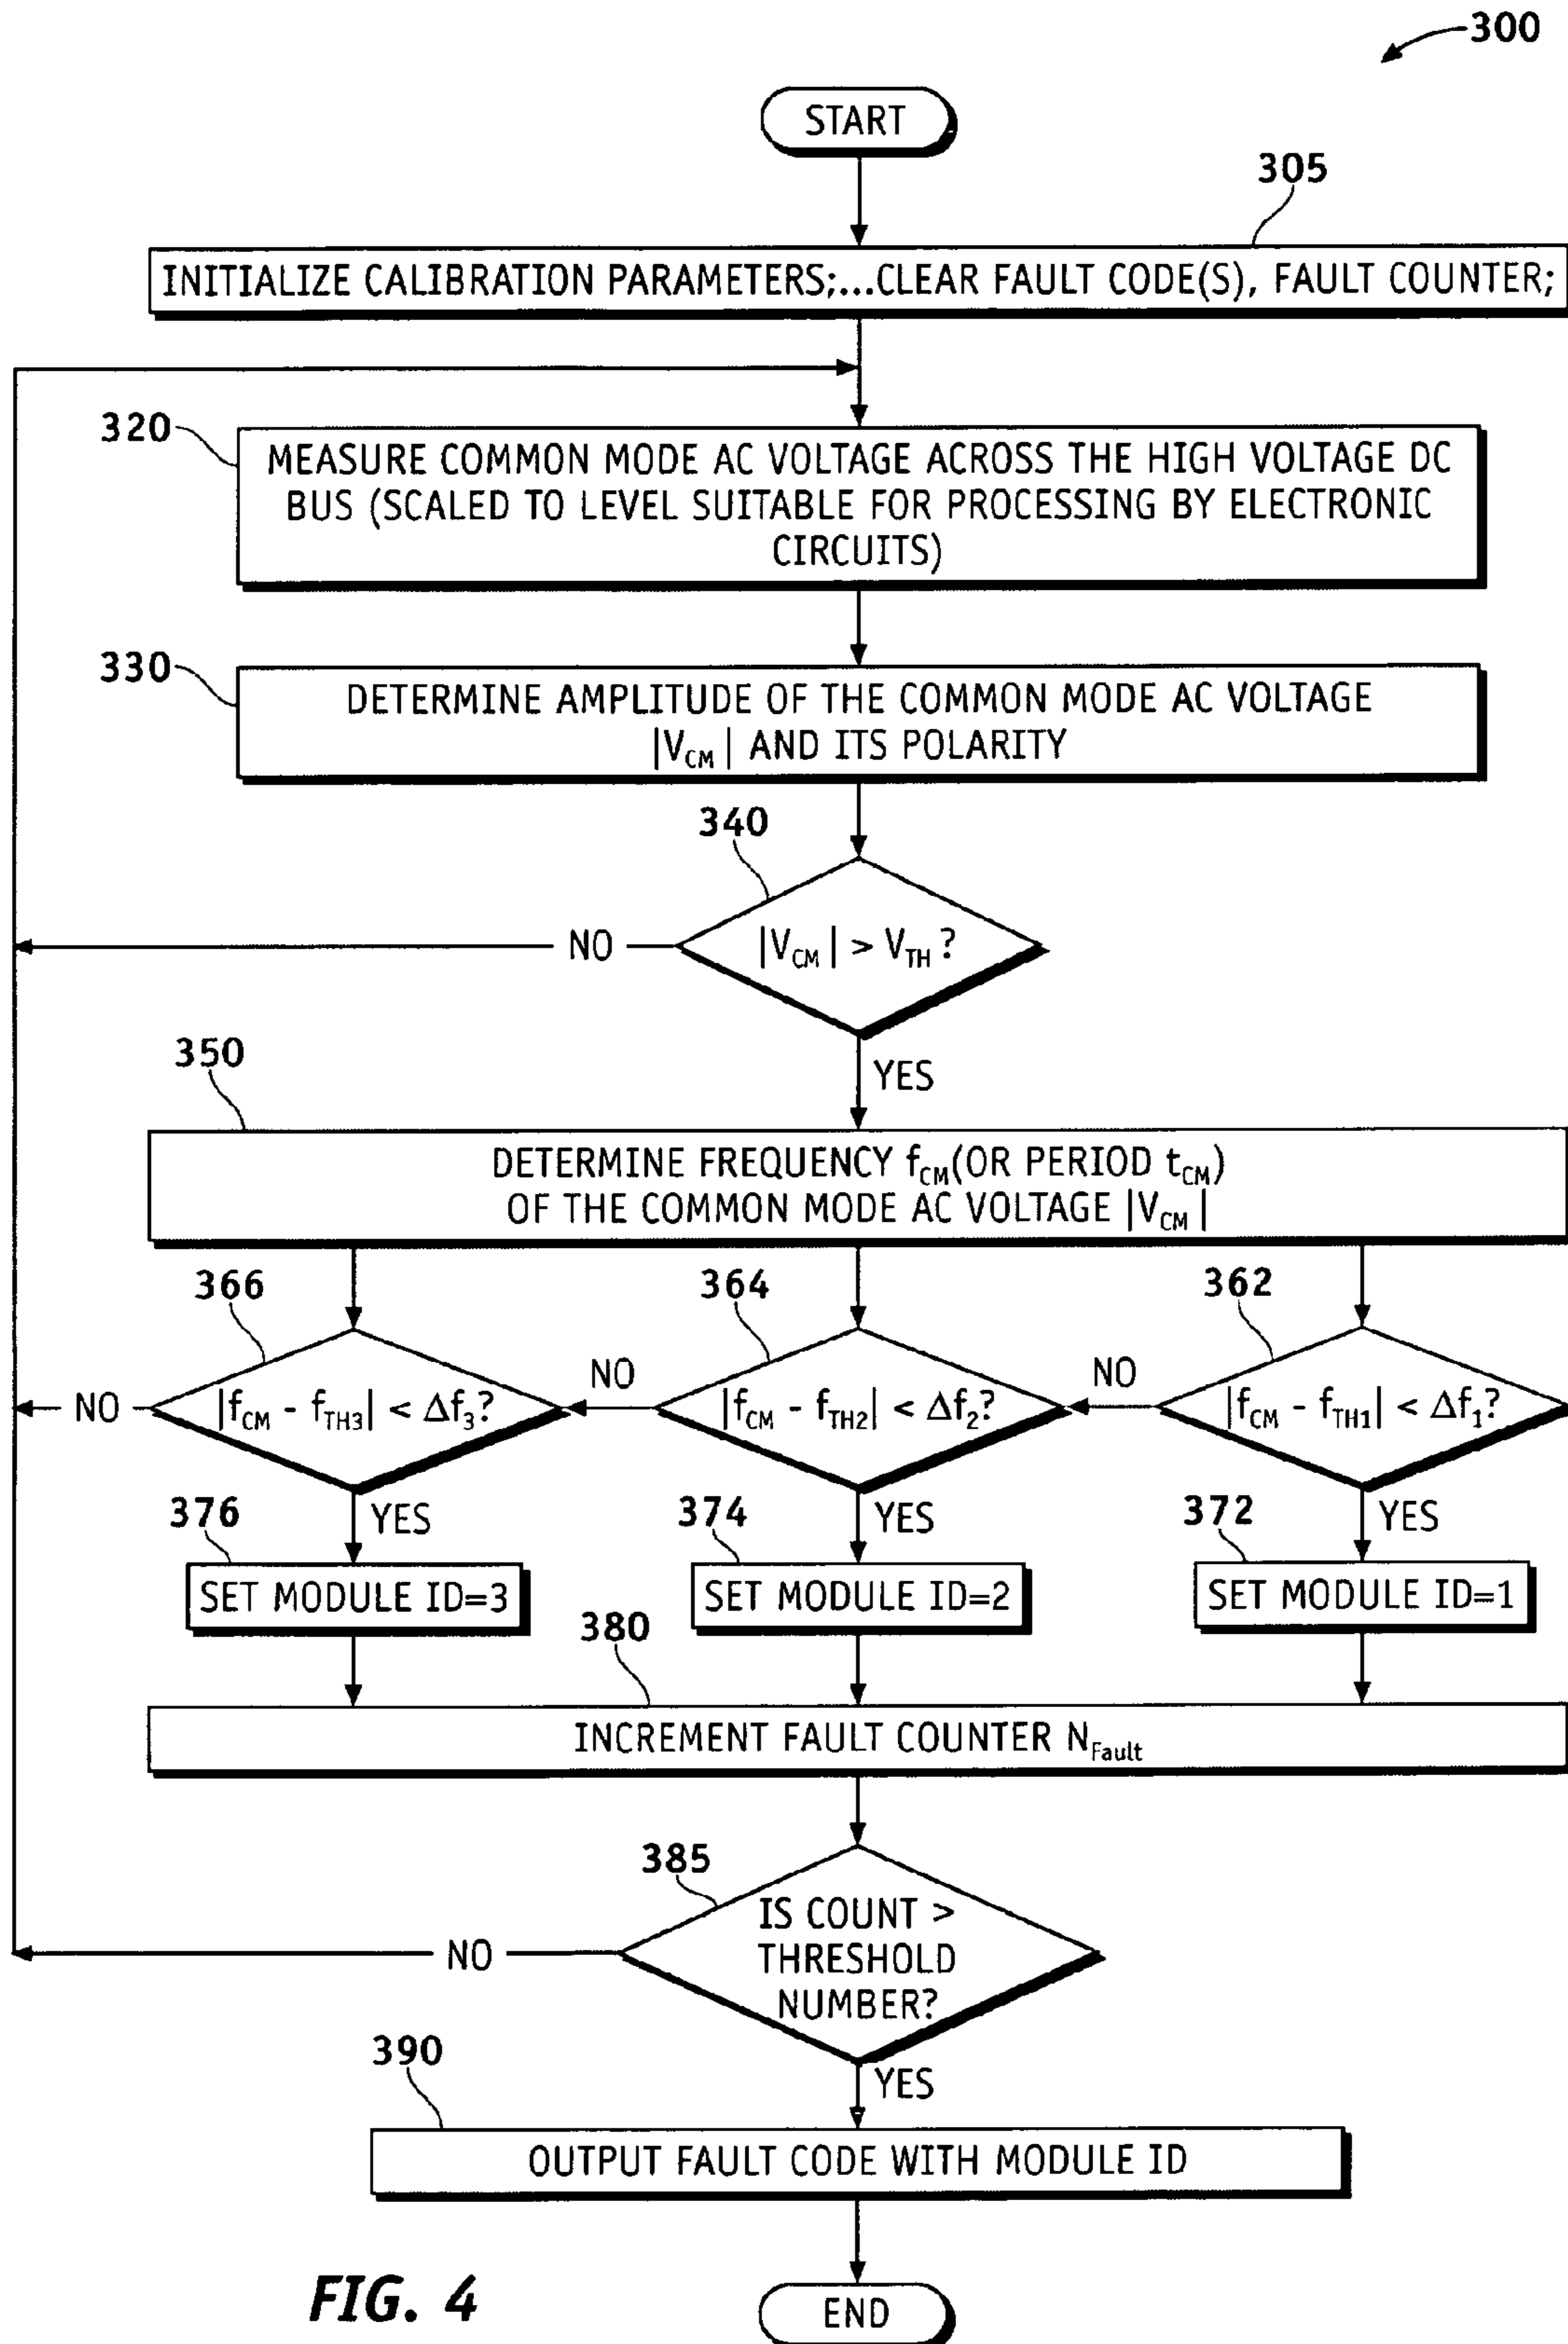 300
START
305
INITIALIZE CALIBRATION PARAMETERS;...CLEAR FAULT CODE(S), FAULT COUNTER;
320
MEASURE COMMON MODE AC VOLTAGE ACROSS THE HIGH VOLTAGE DC
BUS (SCALED TO LEVEL SUITABLE FOR PROCESSING BY ELECTRONIC
CIRCUITS)
330
DETERMINE AMPLITUDE OF THE COMMON MODE AC VOLTAGE
|VCM| AND ITS POLARITY
340
NO
|VCM| > VTH ?
YES
350
DETERMINE FREQUENCY fCM(OR PERIOD tCM)
OF THE COMMON MODE AC VOLTAGE |VCM|
366
364
362
NO
|fCM - fTH3| < Δf3?
NO
|fCM - fTH2| < Δf2?
NO
|fCM - fTH1| < Δf1?
376
YES
374
YES
372
YES
SET MODULE ID=3
SET MODULE ID=2
SET MODULE ID=1
380
INCREMENT FAULT COUNTER NFault
385
IS COUNT >
THRESHOLD
NUMBER?
NO
YES
390
OUTPUT FAULT CODE WITH MODULE ID
END
FIG. 4